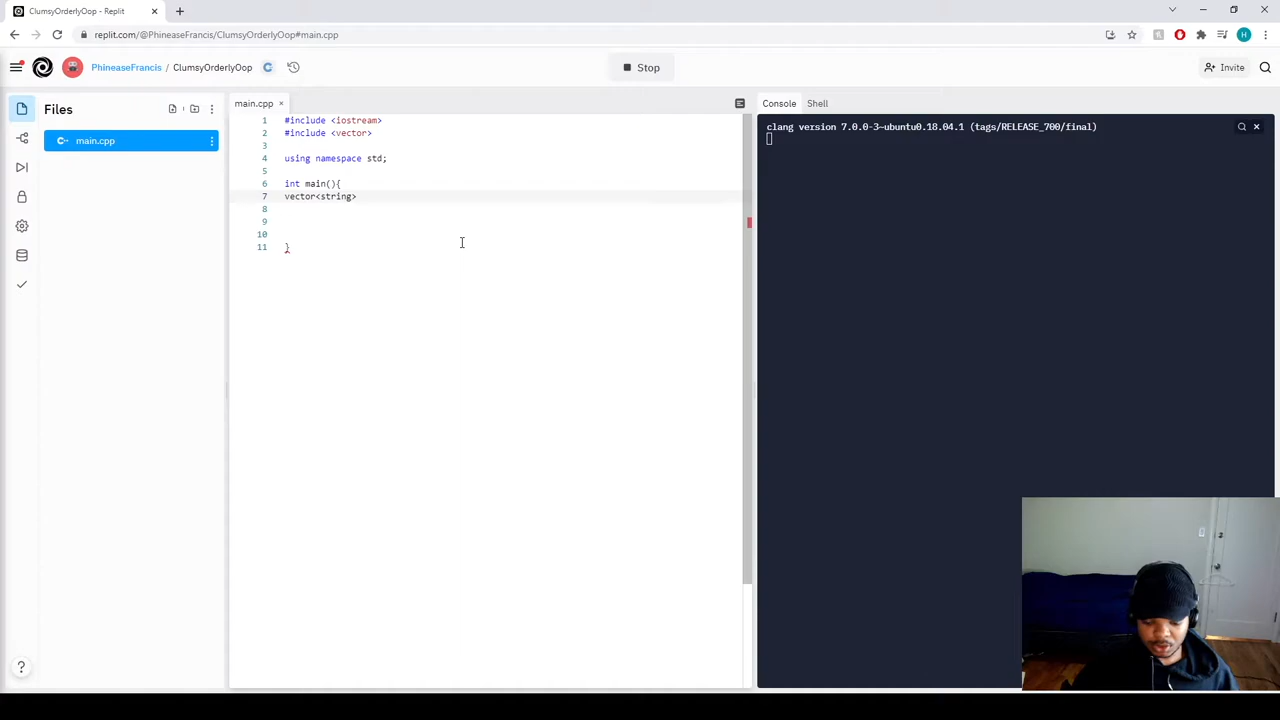 ClumsyOrderlyOop - Replit
replit.com/@PhineaseFrancis/ClumsyOrderlyOop#main.cpp
H
PhineaseFrancis / ClumsyOrderlyOop
Stop
Invite
Files
main.cpp
main.cpp
1 #include <iostream>
2 #include <vector>
3
4 using namespace std;
5
6 int main(){
7 vector<string>
8
9
10
11 }
Console
Shell
clang version 7.0.0-3~ubuntu0.18.04.1 (tags/RELEASE_700/final)
?